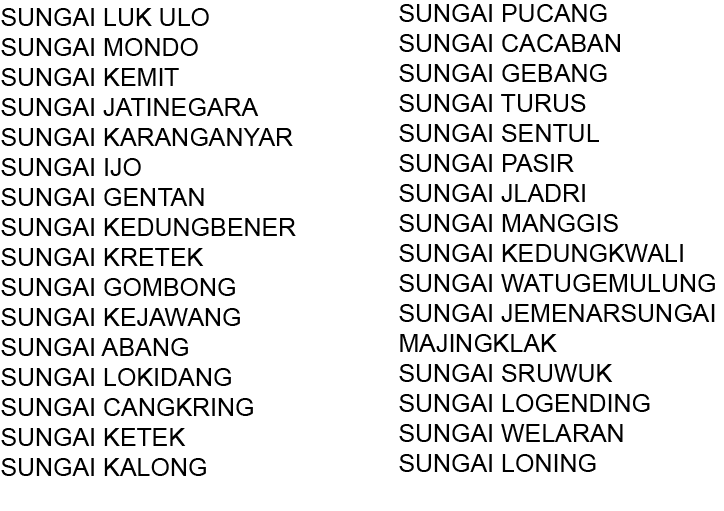 SUNGAI LUK ULO
SUNGAI MONDO
SUNGAI KEMIT
SUNGAI JATINEGARA
SUNGAI KARANGANYAR
SUNGAI IJO
SUNGAI GENTAN
SUNGAI KEDUNGBENER
SUNGAI KRETEK
SUNGAI GOMBONG
SUNGAI KEJAWANG
SUNGAI ABANG
SUNGAI LOKIDANG
SUNGAI CANGKRING
SUNGAI KETEK
SUNGAI KALONG
SUNGAI PUCANG
SUNGAI CACABAN
SUNGAI GEBANG
SUNGAI TURUS
SUNGAI SENTUL
SUNGAI PASIR
SUNGAI JLADRI
SUNGAI MANGGIS
SUNGAI KEDUNGKWALI
SUNGAI WATUGEMULUNG
SUNGAI JEMENARSUNGAI
MAJINGKLAK
SUNGAI SRUWUK
SUNGAI LOGENDING
SUNGAI WELARAN
SUNGAI LONING